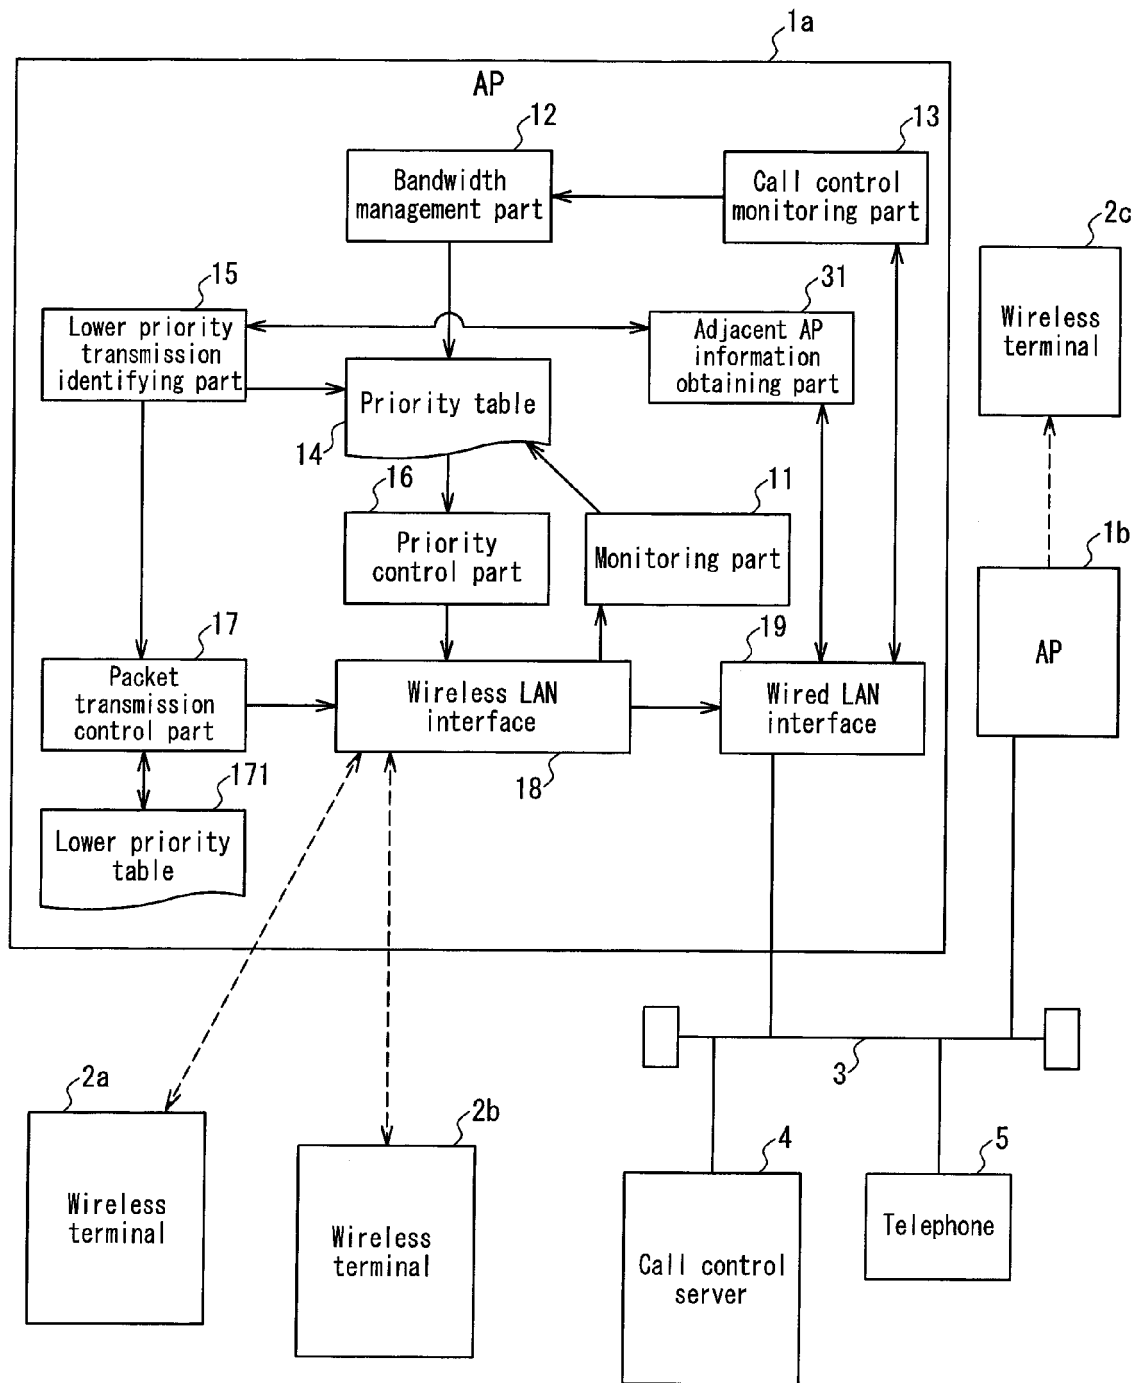 1a
AP
12
13
Bandwidth
management part
Call control
monitoring part
2c
15
31
Lower priority
transmission
identifying part
Adjacent AP
information
obtaining part
Wireless
terminal
Priority table
14
16
11
Priority
control part
Monitoring part
1b
17
19
AP
Packet
transmission
control part
Wireless LAN
interface
Wired LAN
interface
18
171
Lower priority
table
3
2a
2b
4
5
Wireless
terminal
Wireless
terminal
Call control
server
Telephone